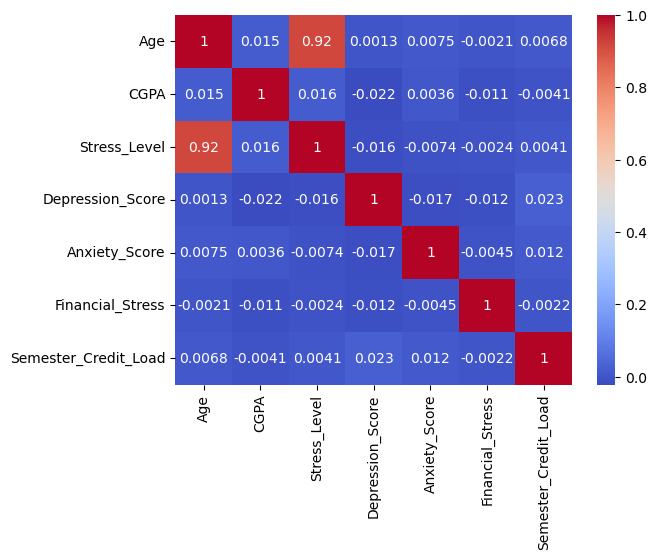 Age 1 0.015 0.92 0.0013 0.0075 -0.0021 0.0068
CGPA 0.015 1 0.016 -0.022 0.0036 -0.011 -0.0041
Stress_Level 0.92 0.016 1 -0.016 -0.0074 -0.0024 0.0041
Depression_Score 0.0013 -0.022 -0.016 1 -0.017 -0.012 0.023
Anxiety_Score 0.0075 0.0036 -0.0074 -0.017 1 -0.0045 0.012
Financial_Stress -0.0021 -0.011 -0.0024 -0.012 -0.0045 1 -0.0022
Semester_Credit_Load 0.0068 -0.0041 0.0041 0.023 0.012 -0.0022 1
Age
CGPA
Stress_Level
Depression_Score
Anxiety_Score
Financial_Stress
Semester_Credit_Load
1.0
0.8
0.6
0.4
0.2
0.0